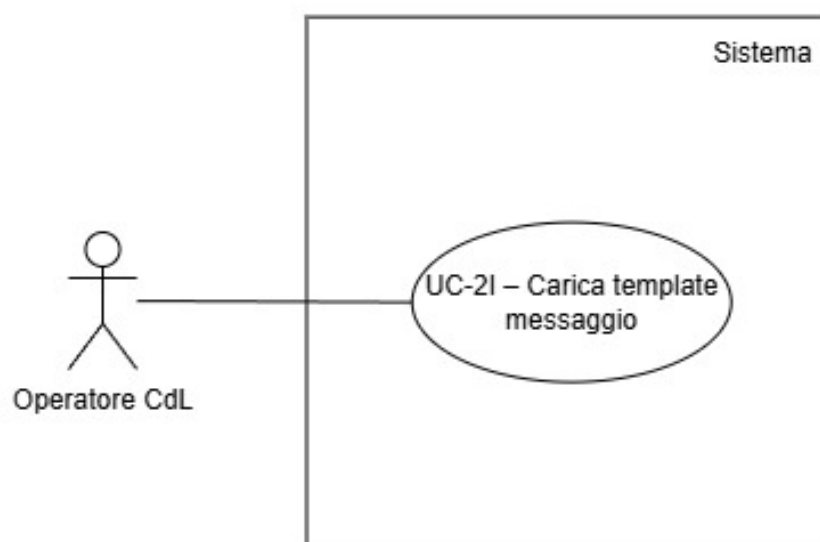 Sistema
UC-2I – Carica template
messaggio
Operatore CdL